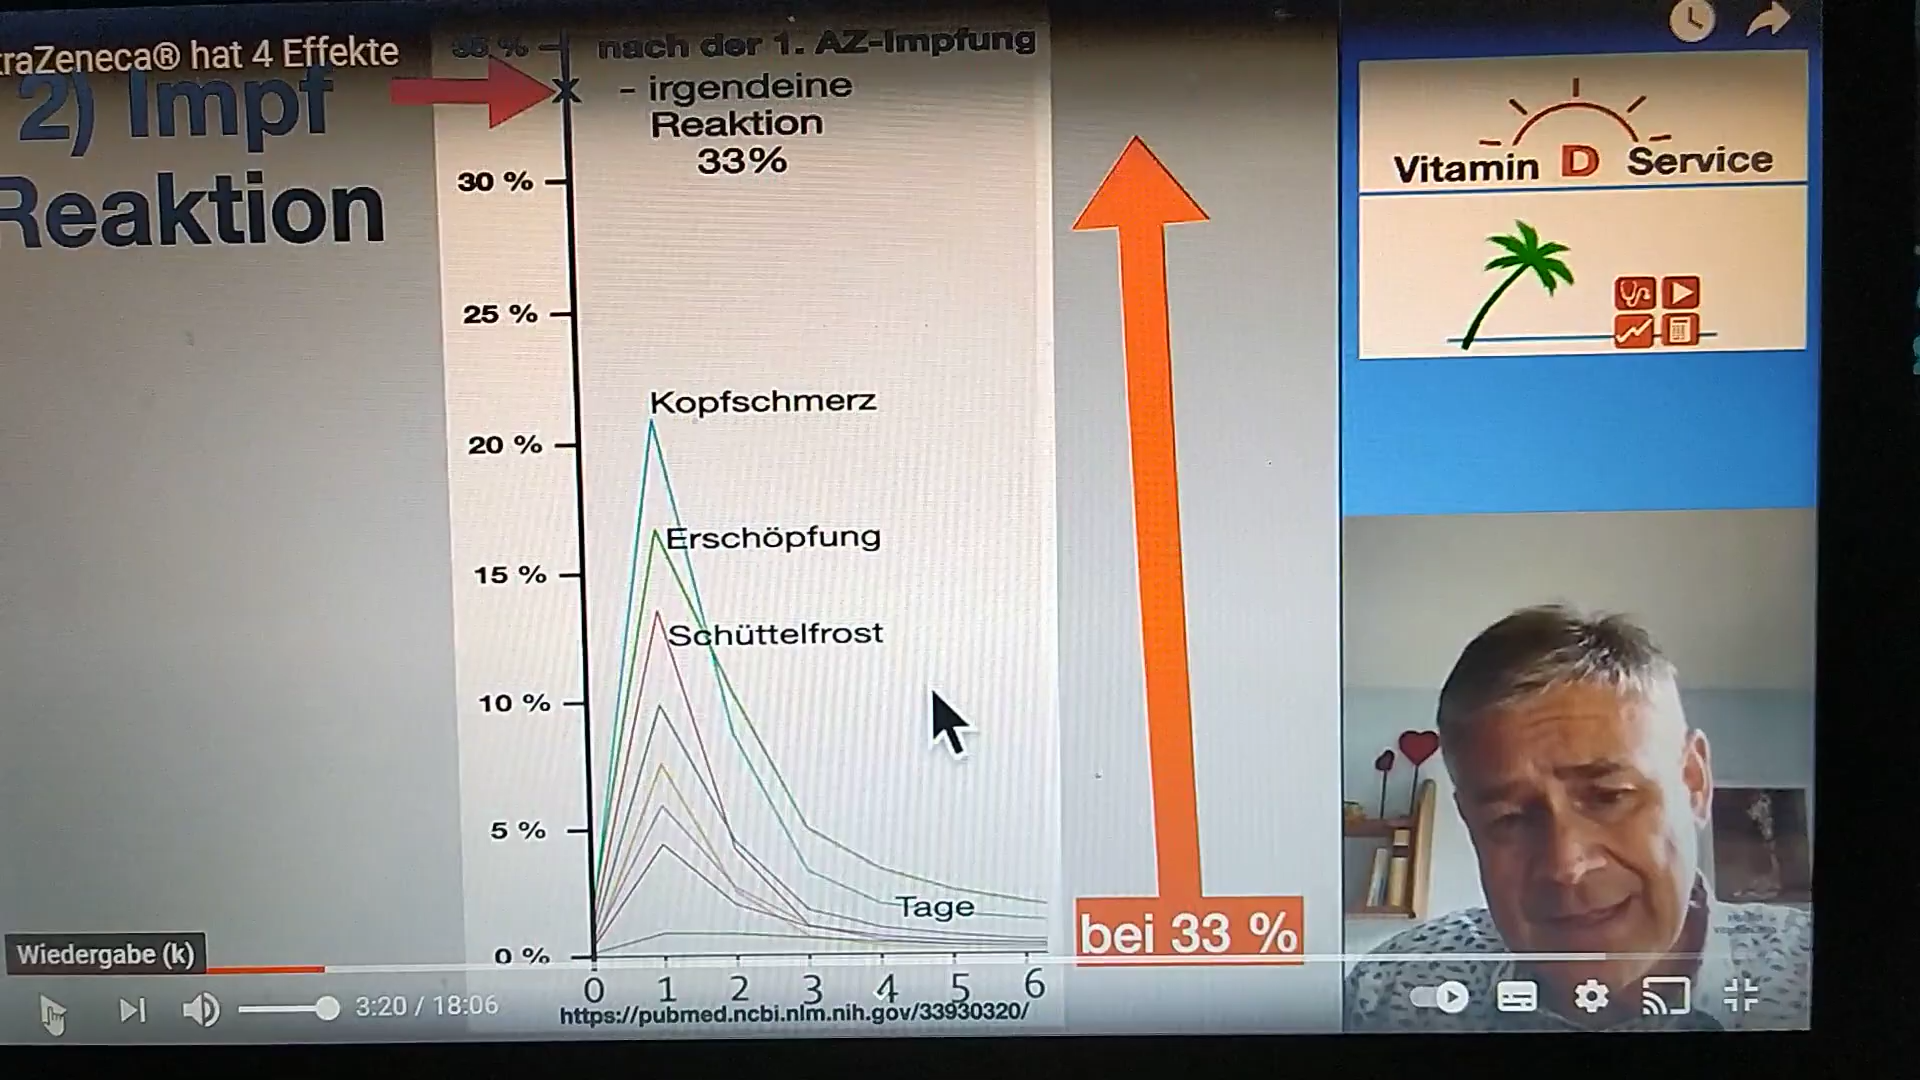 traZeneca® hat 4 Effekte
2) Impf
Reaktion
35 %
30 %
25 %
20 %
15 %
10 %
5 %
0 %
nach der 1. AZ-Impfung
- irgendeine
Reaktion
33%
Kopfschmerz
Erschöpfung
Schüttelfrost
Tage
0 1 2 3 4 5 6
https://pubmed.ncbi.nlm.nih.gov/33930320/
bei 33 %
Vitamin D Service
Wiedergabe (k)
3:20 / 18:06